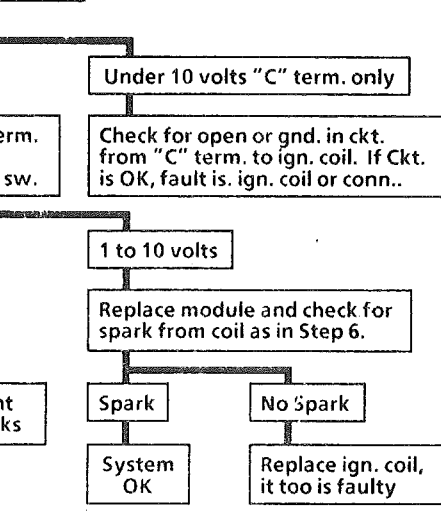 Under 10 volts "C" term. only
erm.
sw.
Check for open or gnd. in ckt.
from "C" term. to ign. coil. If Ckt.
is OK, fault is. ign. coil or conn..
1 to 10 volts
Replace module and check for
spark from coil as in Step 6.
nt
ks
Spark
No Spark
System
OK
Replace ign. coil,
it too is faulty